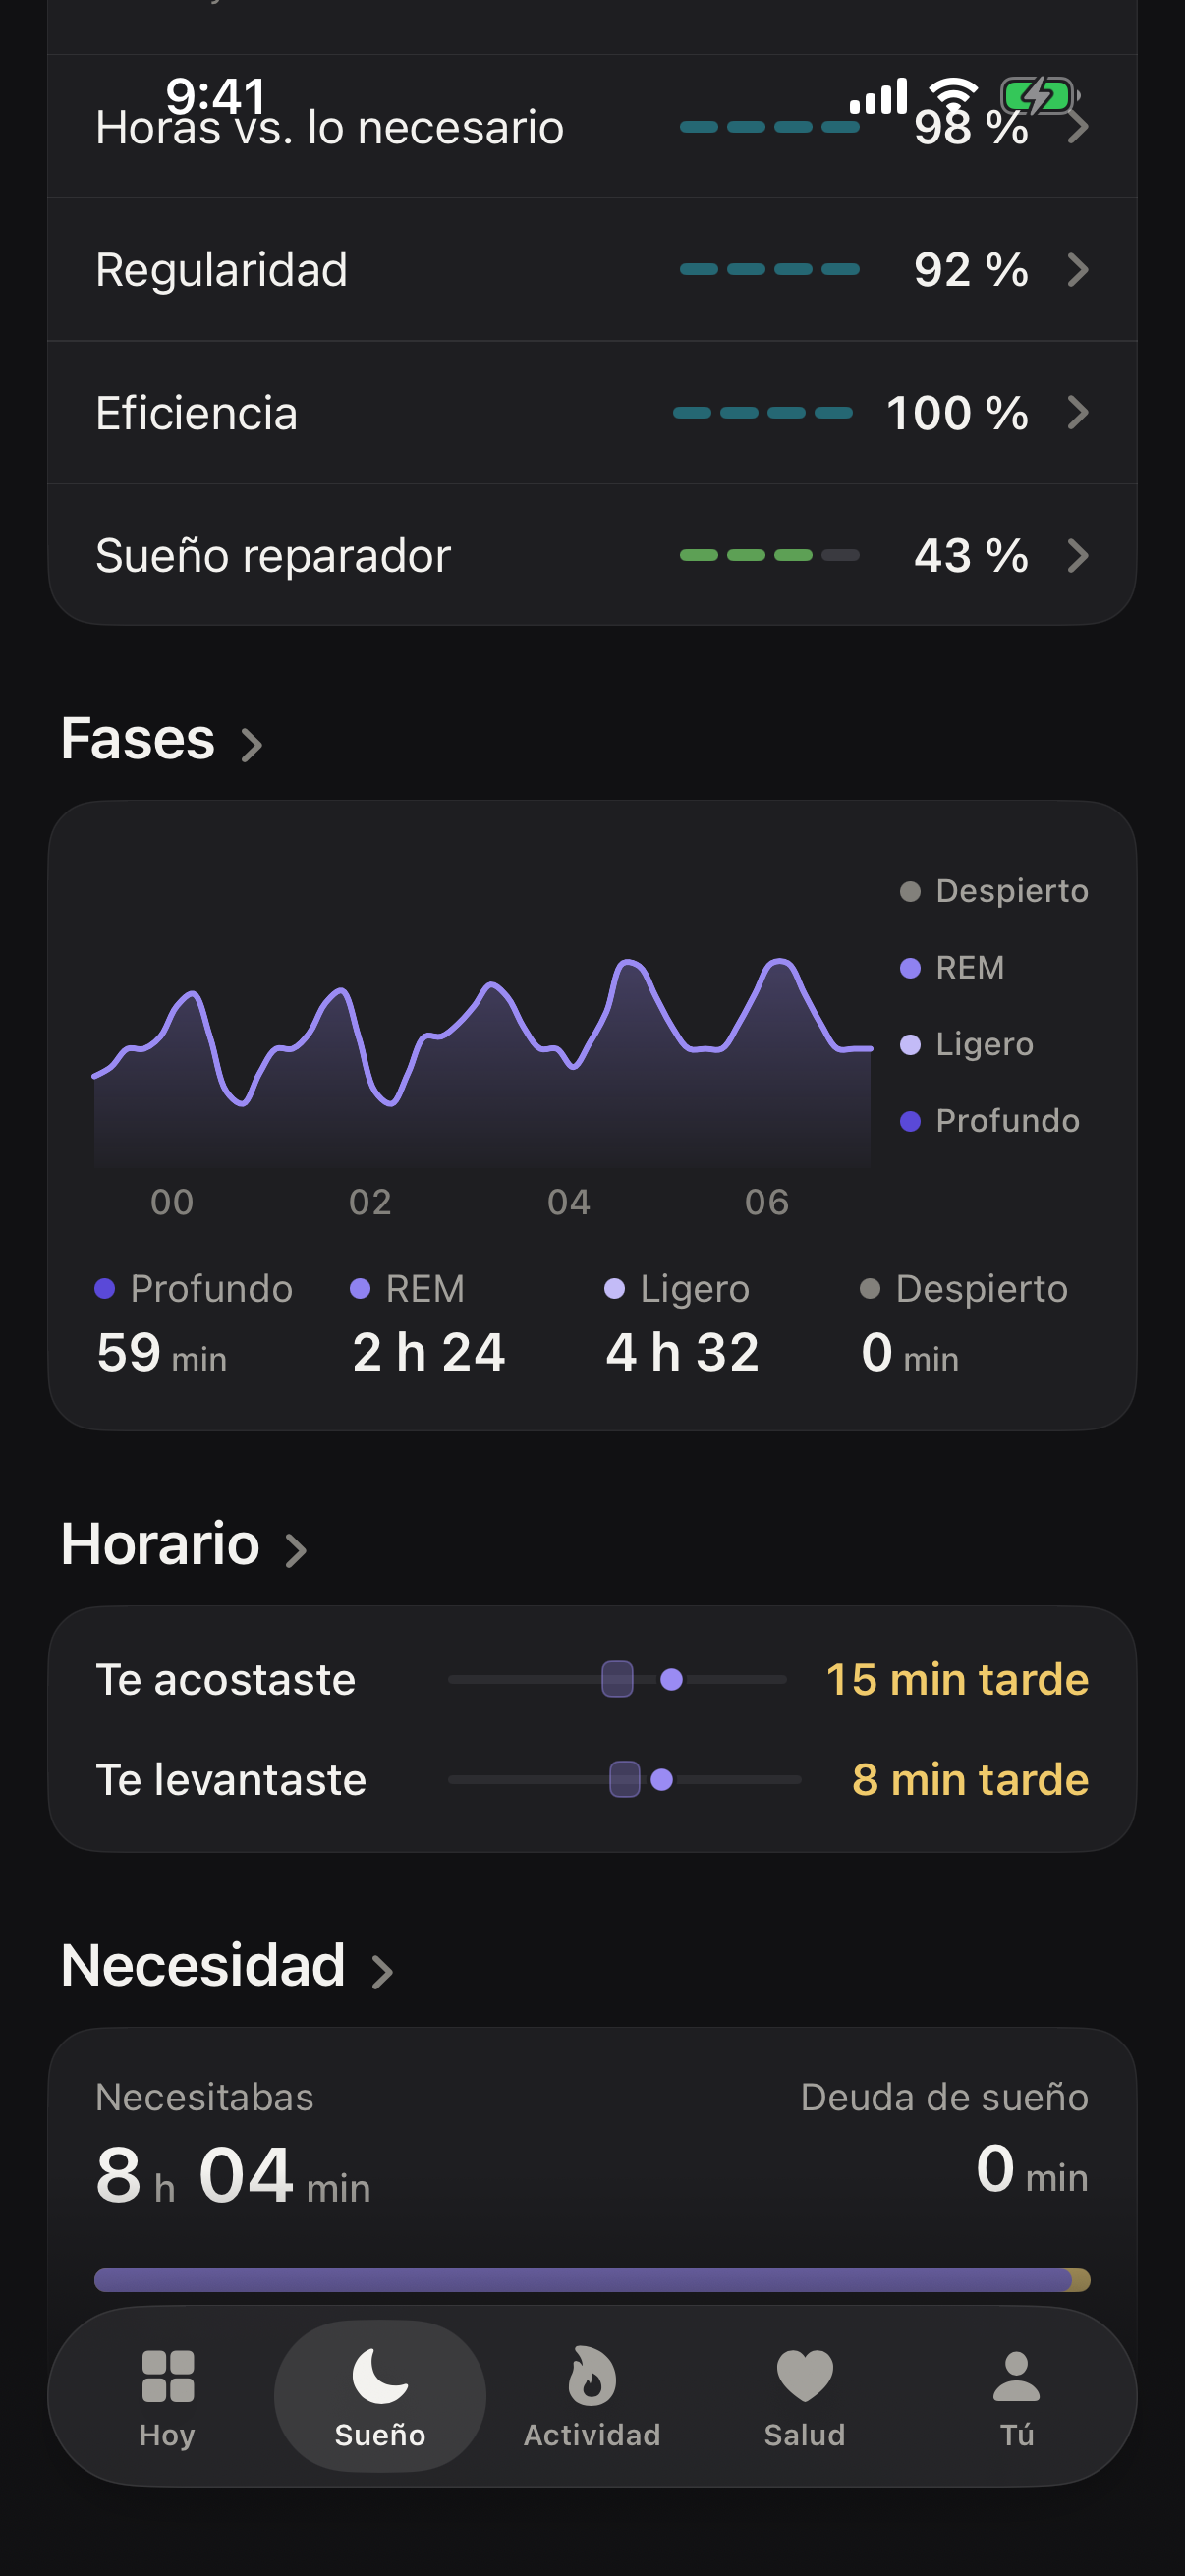 9:41
Horas vs. lo necesario 98 %
Regularidad 92 %
Eficiencia 100 %
Sueño reparador 43 %
Fases
Despierto
REM
Ligero
Profundo
00 02 04 06
Profundo REM Ligero Despierto
59 min 2 h 24 4 h 32 0 min
Horario
Te acostaste 15 min tarde
Te levantaste 8 min tarde
Necesidad
Necesitabas Deuda de sueño
8 h 04 min 0 min
Hoy Sueño Actividad Salud Tú